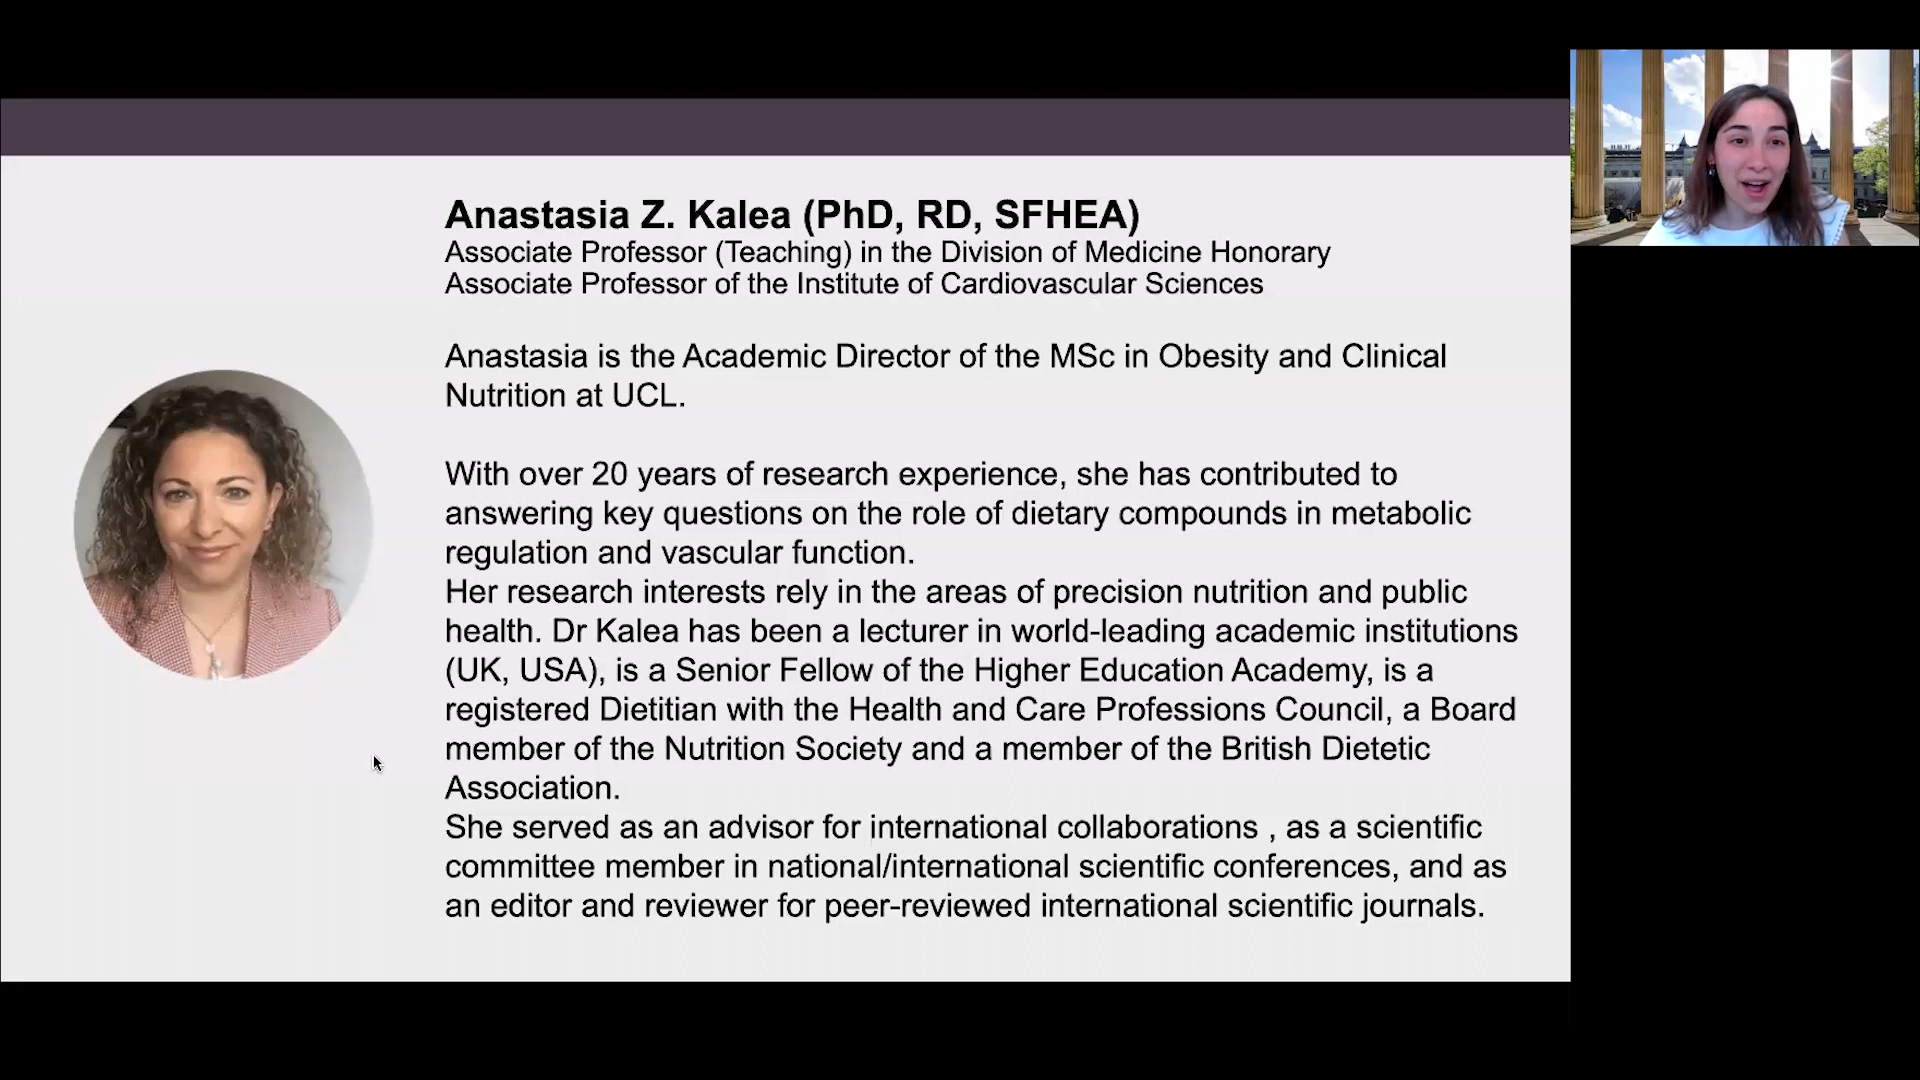 Anastasia Z. Kalea (PhD, RD, SFHEA)
Associate Professor (Teaching) in the Division of Medicine Honorary
Associate Professor of the Institute of Cardiovascular Sciences
Anastasia is the Academic Director of the MSc in Obesity and Clinical
Nutrition at UCL.
With over 20 years of research experience, she has contributed to
answering key questions on the role of dietary compounds in metabolic
regulation and vascular function.
Her research interests rely in the areas of precision nutrition and public
health. Dr Kalea has been a lecturer in world-leading academic institutions
(UK, USA), is a Senior Fellow of the Higher Education Academy, is a
registered Dietitian with the Health and Care Professions Council, a Board
member of the Nutrition Society and a member of the British Dietetic
Association.
She served as an advisor for international collaborations , as a scientific
committee member in national/international scientific conferences, and as
an editor and reviewer for peer-reviewed international scientific journals.